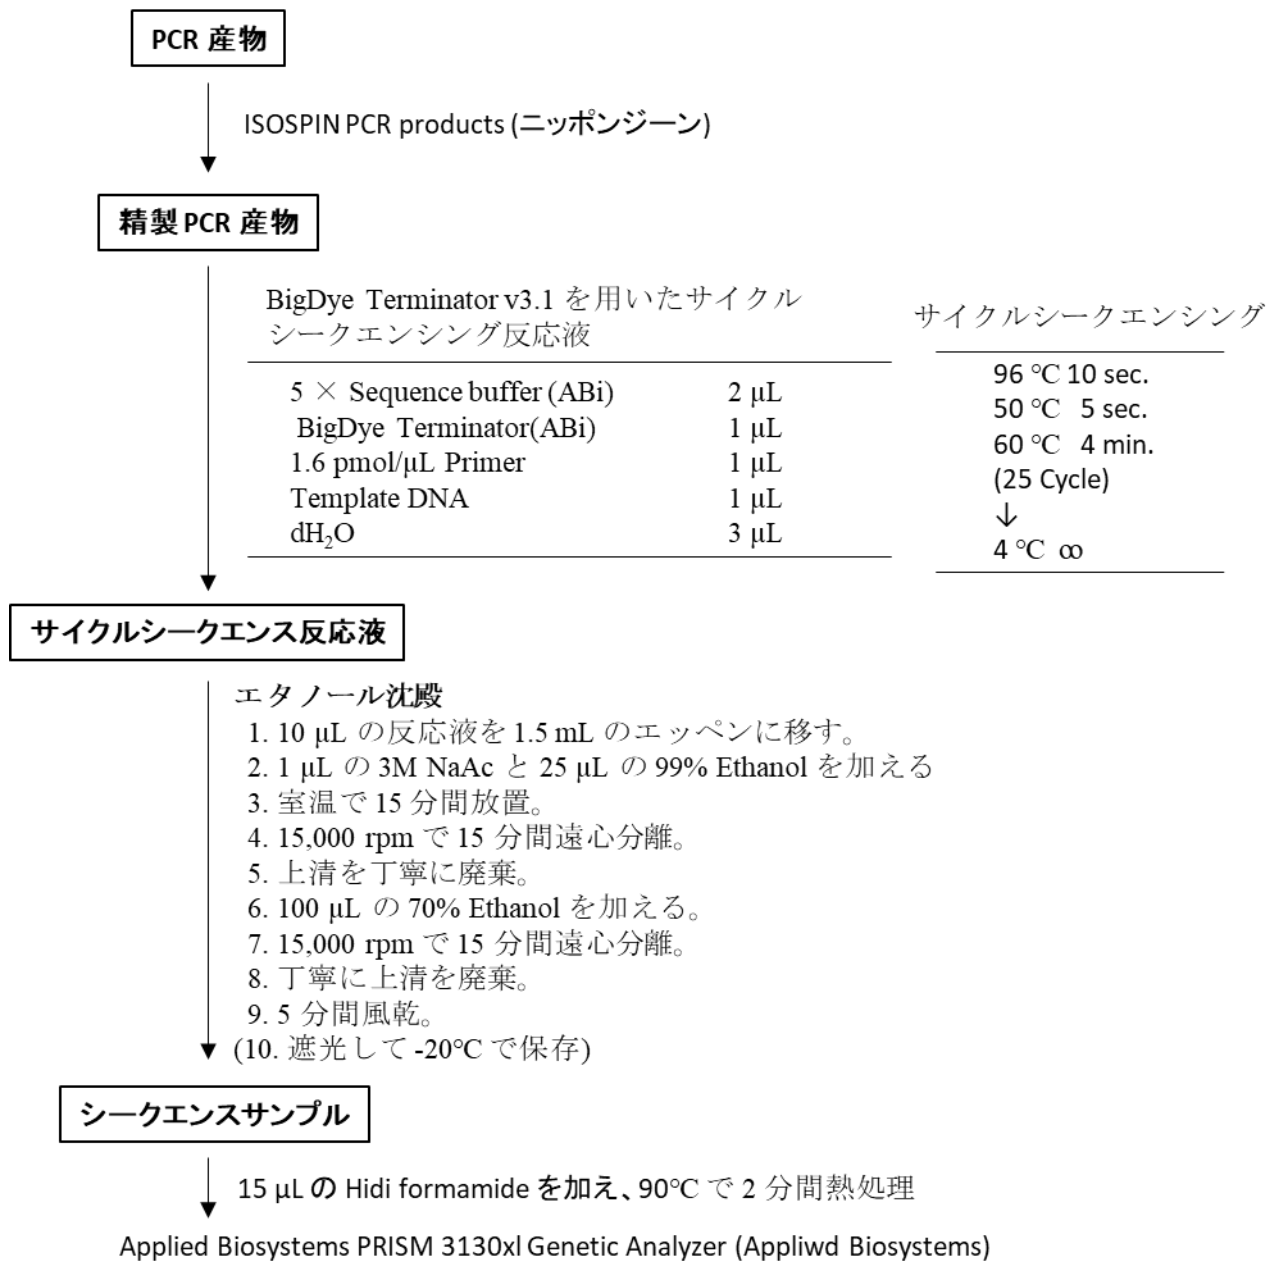 PCR 産物
ISOSPIN PCR products (ニッポンジーン)
精製PCR 産物
BigDye Terminator v3.1 を用いたサイクル
シークエンシング反応液
5 × Sequence buffer (ABi) 2 μL
BigDye Terminator(ABi) 1 μL
1.6 pmol/μL Primer 1 μL
Template DNA 1 μL
dH₂O 3 μL
サイクルシークエンシング
96 ℃ 10 sec.
50 ℃ 5 sec.
60 ℃ 4 min.
(25 Cycle)
↓
4 ℃ ∞
サイクルシークエンス反応液
エタノール沈殿
1. 10 μL の反応液を 1.5 mL のエッペンに移す。
2. 1 μL の 3M NaAc と 25 μL の 99% Ethanol を加える
3. 室温で 15 分間放置。
4. 15,000 rpm で 15 分間遠心分離。
5. 上清を丁寧に廃棄。
6. 100 μL の 70% Ethanol を加える。
7. 15,000 rpm で 15 分間遠心分離。
8. 丁寧に上清を廃棄。
9. 5 分間風乾。
(10. 遮光して -20℃ で保存)
シークエンスサンプル
15 μL の Hidi formamide を加え、90℃ で 2 分間熱処理
Applied Biosystems PRISM 3130xl Genetic Analyzer (Appliwd Biosystems)